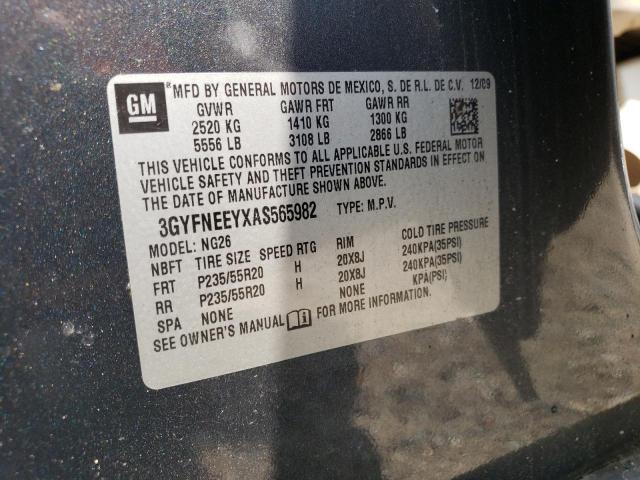 GM
*MFD BY GENERAL MOTORS DE MEXICO, S. DE R.L. DE C.V. 12/09
GVWR GAWR FRT GAWR RR
2520 KG 1410 KG 1300 KG
5556 LB 3108 LB 2866 LB
THIS VEHICLE CONFORMS TO ALL APPLICABLE U.S. FEDERAL MOTOR
VEHICLE SAFETY AND THEFT PREVENTION STANDARDS IN EFFECT ON
THE DATE OF MANUFACTURE SHOWN ABOVE.
3GYFNEEYXAS565982 TYPE: M.P.V.
MODEL: NG26
NBFT TIRE SIZE SPEED RTG RIM COLD TIRE PRESSURE
FRT P235/55R20 H 20X8J 240KPA(35PSI)
RR P235/55R20 H 20X8J 240KPA(35PSI)
SPA NONE NONE KPA(PSI)
SEE OWNER'S MANUAL i FOR MORE INFORMATION.